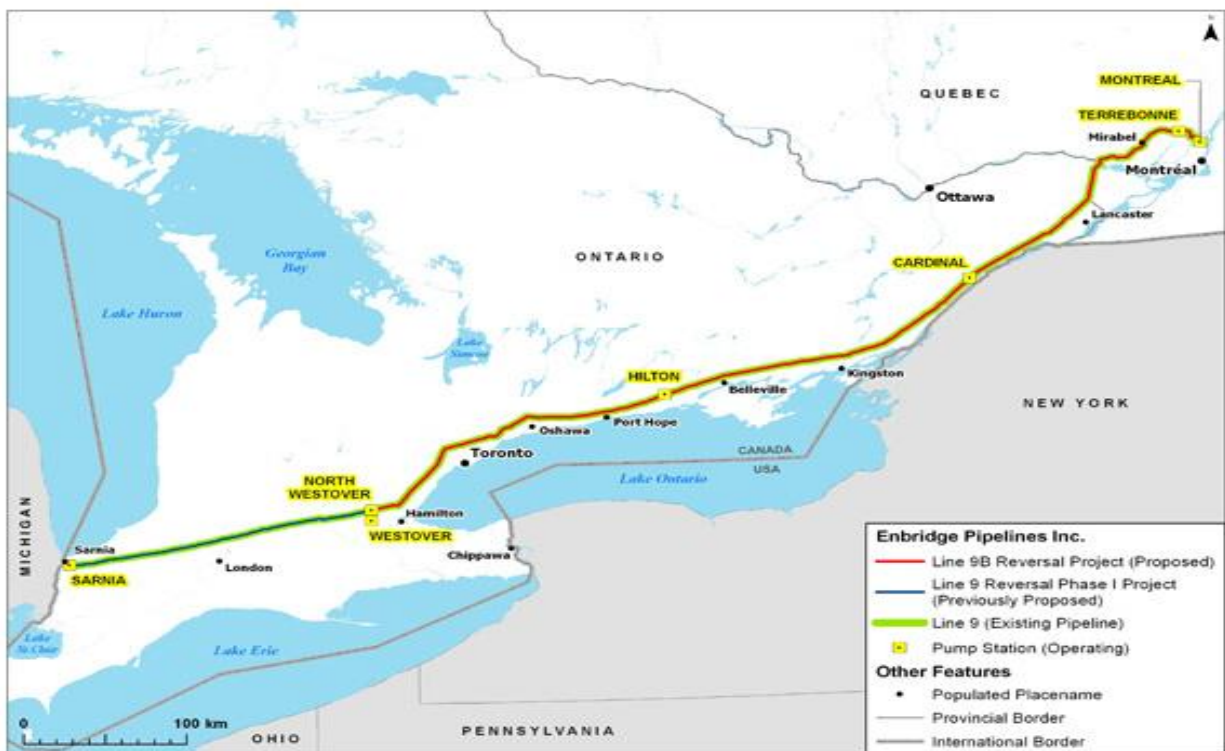 N
MONTREAL
QUEBEC
TERREBONNE
Mirabel
Montréal
Ottawa
Lancaster
Georgian
Bay
ONTARIO
CARDINAL
Lake Huron
Lake
Simcoe
HILTON
Belleville
Kingston
NEW YORK
Oshawa
Port Hope
Toronto
CANADA
USA
Lake Ontario
NORTH
WESTOVER
Hamilton
WESTOVER
MICHIGAN
Sarnia
SARNIA
London
Chippawa
Lake
St. Clair
Lake Erie
0 100 km
OHIO
PENNSYLVANIA
Enbridge Pipelines Inc.
Line 9B Reversal Project (Proposed)
Line 9 Reversal Phase I Project
(Previously Proposed)
Line 9 (Existing Pipeline)
Pump Station (Operating)
Other Features
Populated Placename
Provincial Border
International Border